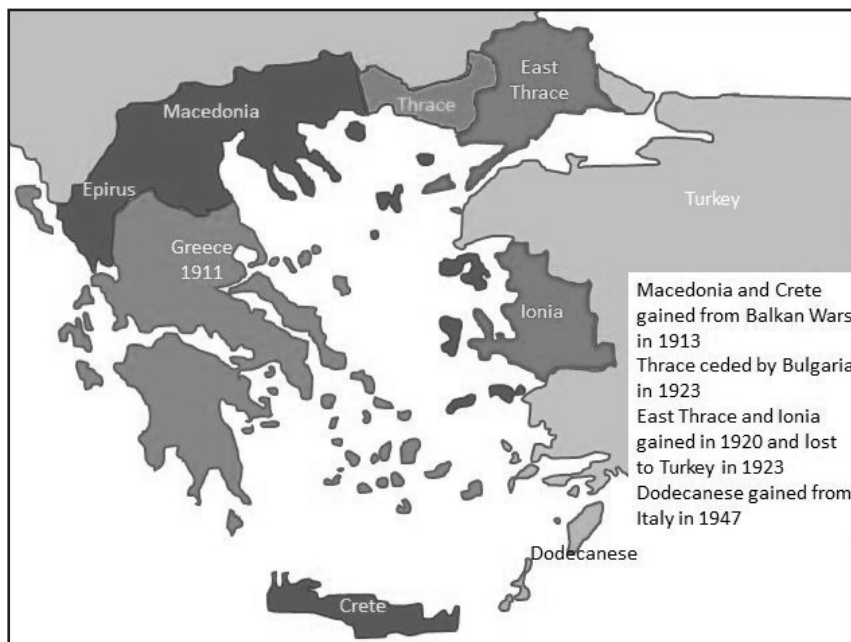 East
Thrace
Thrace
Macedonia
Epirus
Turkey
Greece
1911
Ionia
Macedonia and Crete
gained from Balkan Wars
in 1913
Thrace ceded by Bulgaria
in 1923
East Thrace and Ionia
gained in 1920 and lost
to Turkey in 1923
Dodecanese gained from
Italy in 1947
Dodecanese
Crete